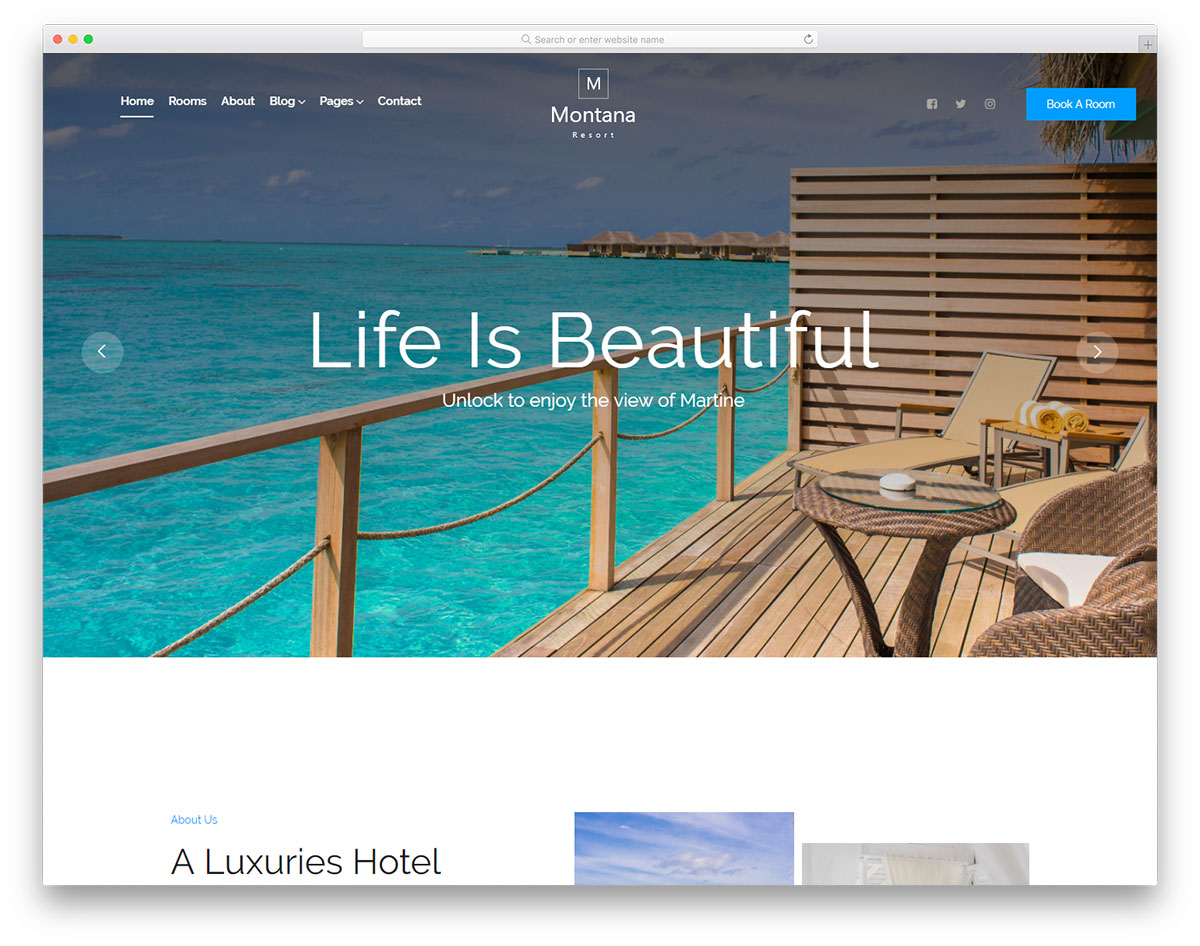 Search or enter website name
Home Rooms About Blog Pages Contact
M
Montana
Resort
Book A Room
Life Is Beautiful
Unlock to enjoy the view of Martine
About Us
A Luxuries Hotel